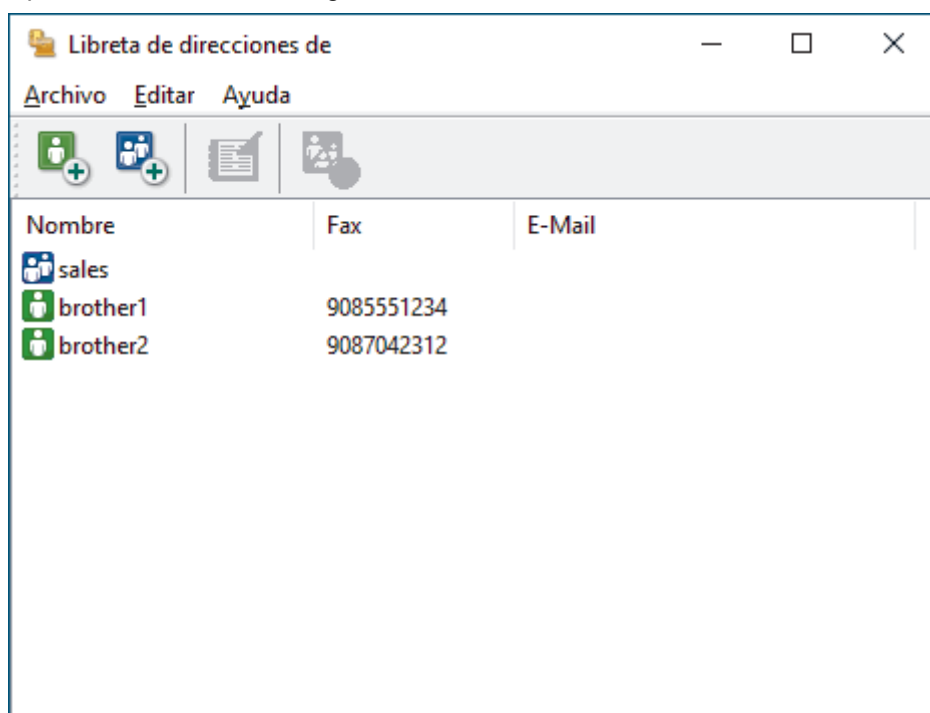 Libreta de direcciones de
Archivo Editar Ayuda
Nombre Fax E-Mail
sales
brother1 9085551234
brother2 9087042312